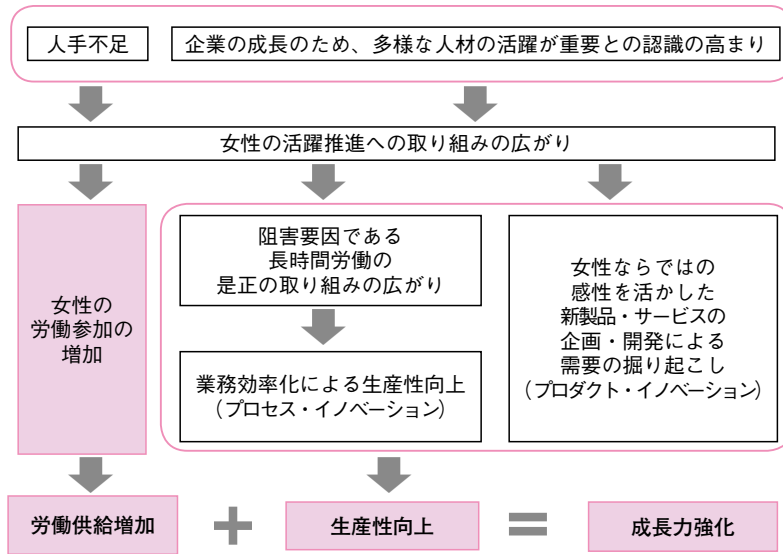 人手不足
企業の成長のため、多様な人材の活躍が重要との認識の高まり
女性の活躍推進への取り組みの広がり
女性の
労働参加の
増加
阻害要因である
長時間労働の
是正の取り組みの広がり
業務効率化による生産性向上
（プロセス・イノベーション）
女性ならではの
感性を活かした
新製品・サービスの
企画・開発による
需要の掘り起こし
（プロダクト・イノベーション）
労働供給増加
+
生産性向上
=
成長力強化